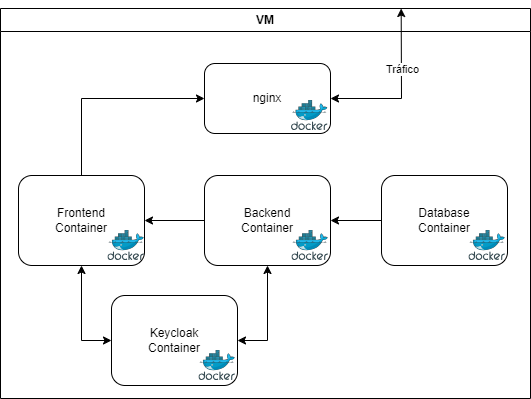 VM
Tráfico
nginx
docker
Frontend
Container
docker
Backend
Container
docker
Database
Container
docker
Keycloak
Container
docker